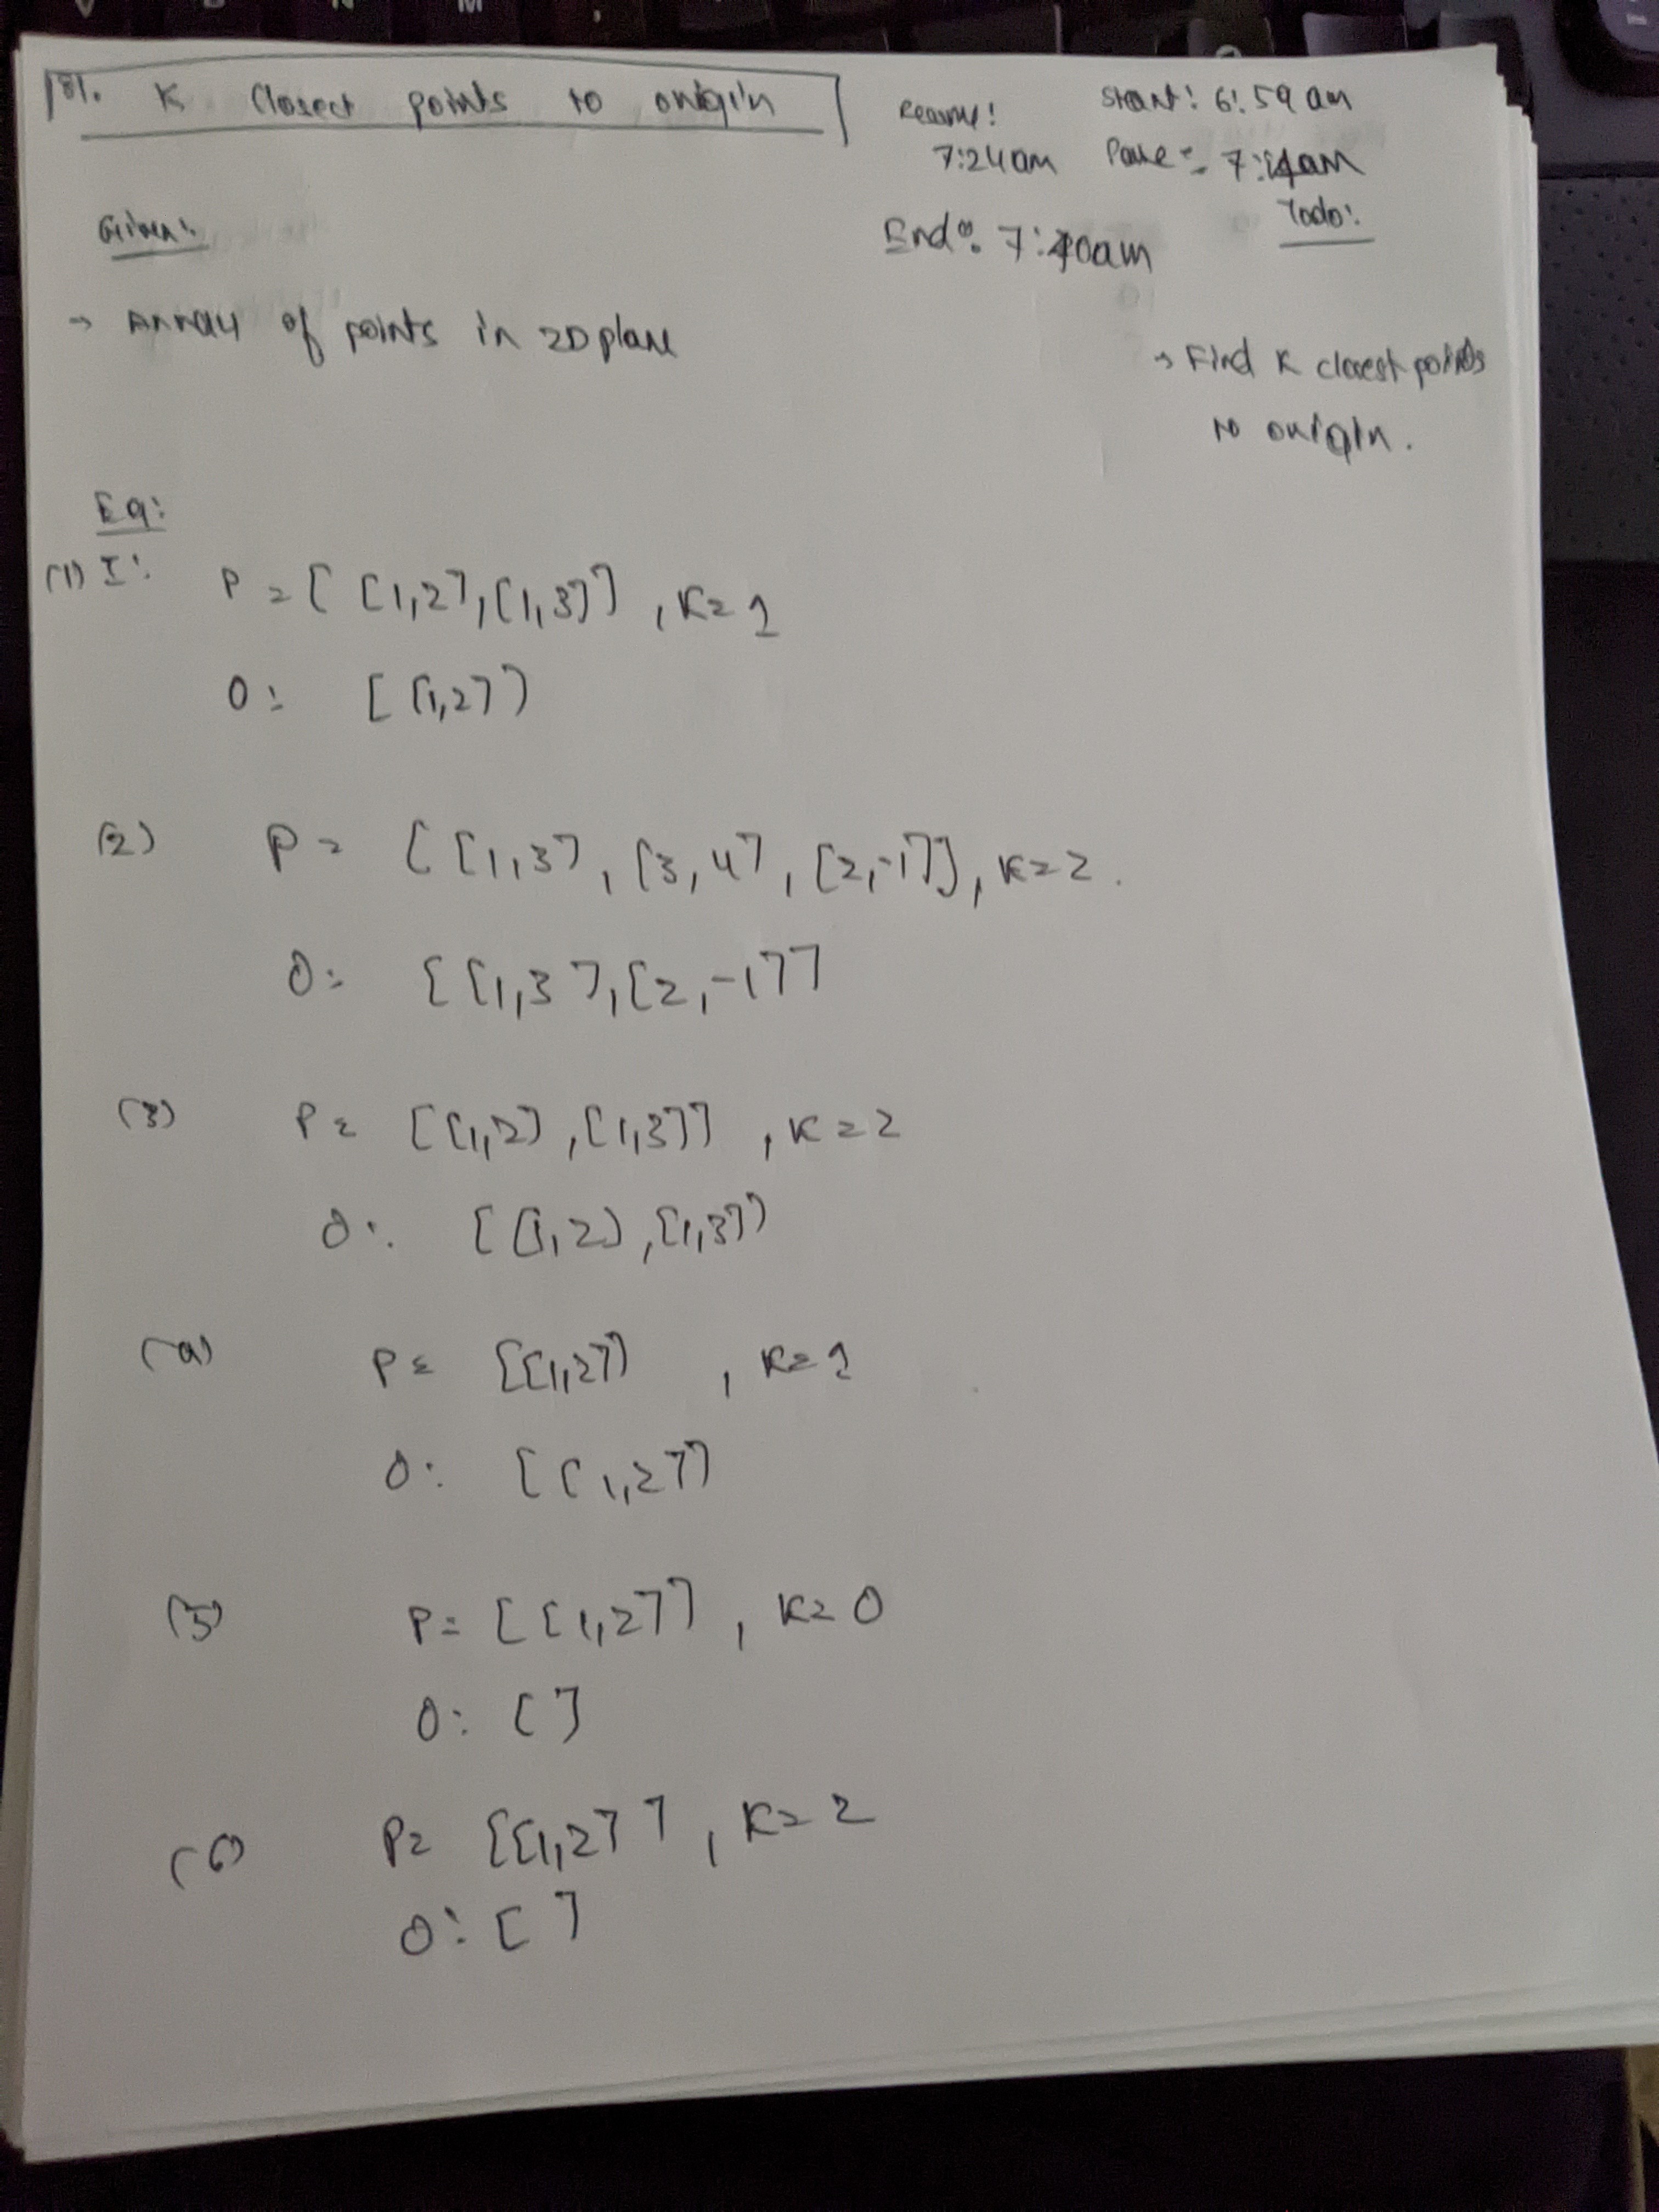 181. K Closest points to origin
Resume:
7:24am
Start: 6:59 am
Pause: 7:14am
End: 7:40am
Given:
Todo:
→ Array of points in 2D plane
→ Find K closest points
to origin.
Eg:
(1) I: P = [[1,2],[1,3]], K=1
O: [[1,2]]
(2) P = [[1,3],[3,4],[2,-1]], K=2.
O: [[1,3],[2,-1]]
(3) P = [[1,2],[1,3]], K=2
O: [[1,2],[1,3]]
(4) P = [[1,2]], K=1
O: [[1,2]]
(5) P = [[1,2]], K=0
O: []
(6) P = [[1,2]], K=2
O: []